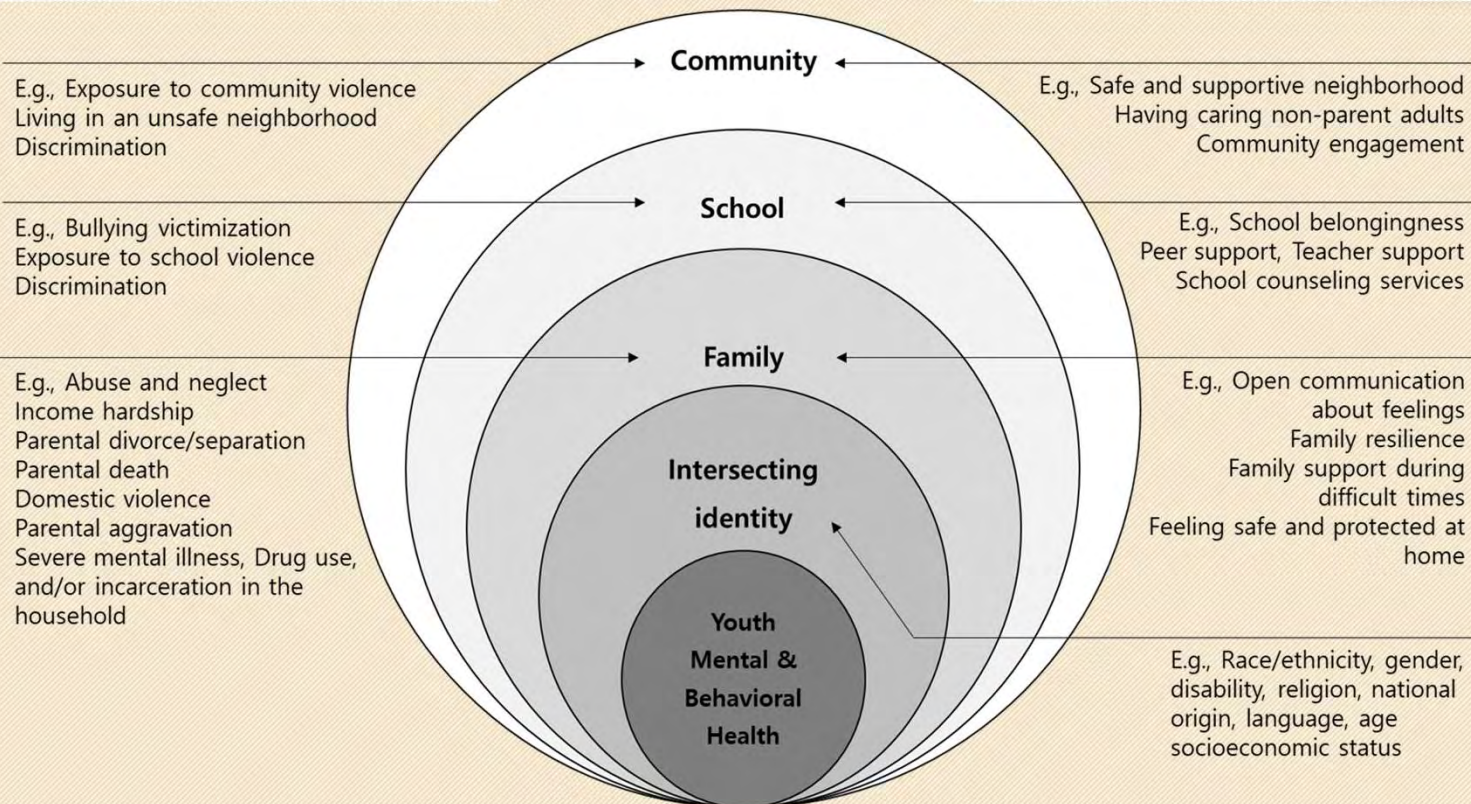 Community
E.g., Exposure to community violence
Living in an unsafe neighborhood
Discrimination
E.g., Safe and supportive neighborhood
Having caring non-parent adults
Community engagement
School
E.g., Bullying victimization
Exposure to school violence
Discrimination
E.g., School belongingness
Peer support, Teacher support
School counseling services
Family
E.g., Abuse and neglect
Income hardship
Parental divorce/separation
Parental death
Domestic violence
Parental aggravation
Severe mental illness, Drug use,
and/or incarceration in the
household
E.g., Open communication
about feelings
Family resilience
Family support during
difficult times
Feeling safe and protected at
home
Intersecting
identity
E.g., Race/ethnicity, gender,
disability, religion, national
origin, language, age
socioeconomic status
Youth
Mental &
Behavioral
Health